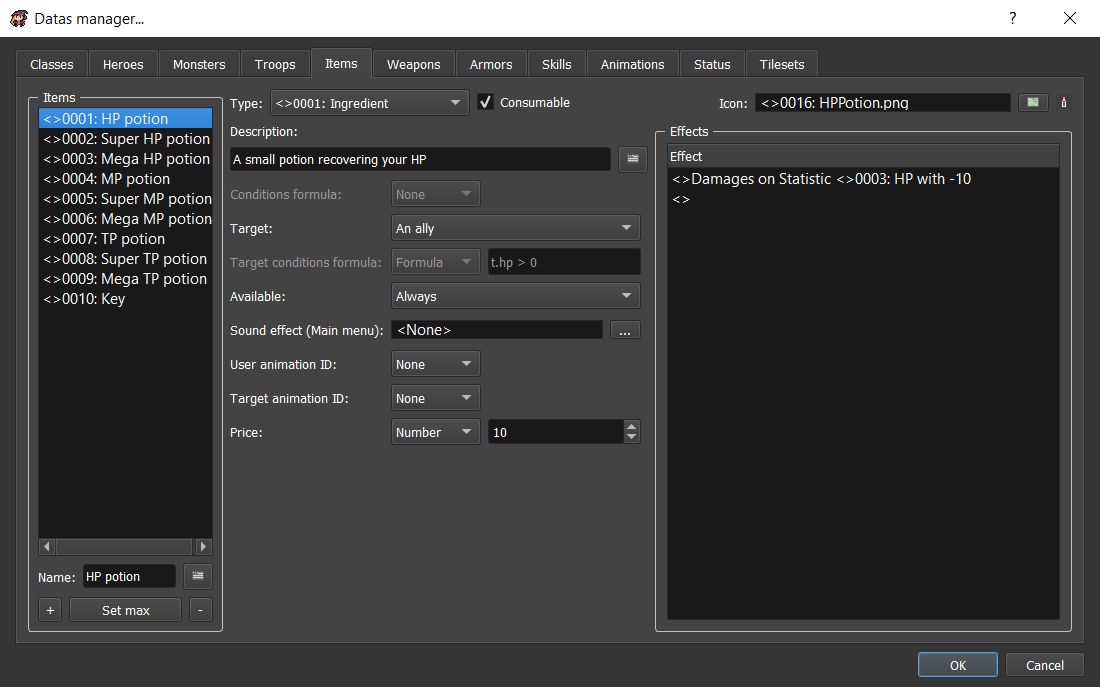 Datas manager...
?
Classes Heroes Monsters Troops Items Weapons Armors Skills Animations Status Tilesets
Items
<>0001: HP potion
<>0002: Super HP potion
<>0003: Mega HP potion
<>0004: MP potion
<>0005: Super MP potion
<>0006: Mega MP potion
<>0007: TP potion
<>0008: Super TP potion
<>0009: Mega TP potion
<>0010: Key
Name: HP potion
+ Set max -
Type: <>0001: Ingredient Consumable
Description:
A small potion recovering your HP
Conditions formula: None
Target: An ally
Target conditions formula: Formula t.hp > 0
Available: Always
Sound effect (Main menu): <None> ...
User animation ID: None
Target animation ID: None
Price: Number 10
Icon: <>0016: HPPotion.png
Effects
Effect
<>Damages on Statistic <>0003: HP with -10
<>
OK Cancel